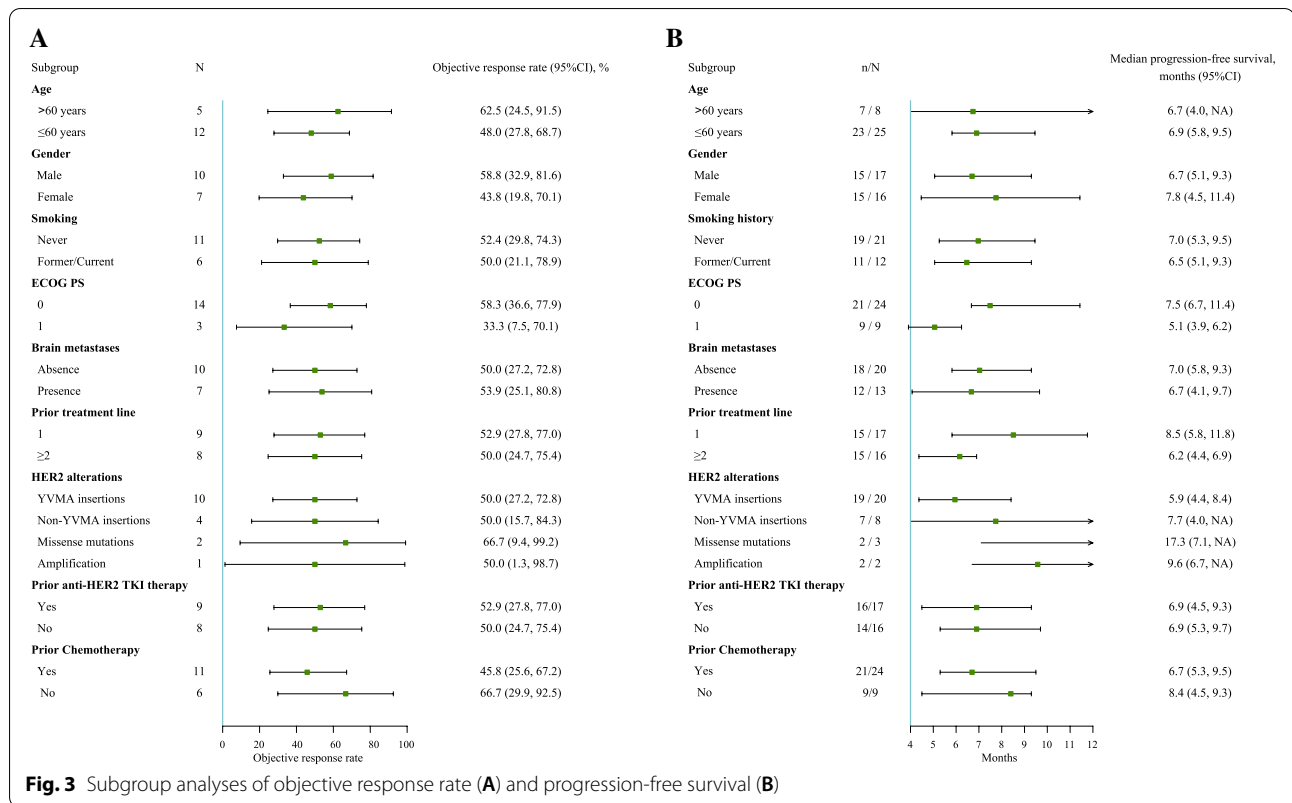 A
Subgroup N Objective response rate (95%CI), %
Age
>60 years 5 62.5 (24.5, 91.5)
≤60 years 12 48.0 (27.8, 68.7)
Gender
Male 10 58.8 (32.9, 81.6)
Female 7 43.8 (19.8, 70.1)
Smoking
Never 11 52.4 (29.8, 74.3)
Former/Current 6 50.0 (21.1, 78.9)
ECOG PS
0 14 58.3 (36.6, 77.9)
1 3 33.3 (7.5, 70.1)
Brain metastases
Absence 10 50.0 (27.2, 72.8)
Presence 7 53.9 (25.1, 80.8)
Prior treatment line
1 9 52.9 (27.8, 77.0)
≥2 8 50.0 (24.7, 75.4)
HER2 alterations
YVMA insertions 10 50.0 (27.2, 72.8)
Non-YVMA insertions 4 50.0 (15.7, 84.3)
Missense mutations 2 66.7 (9.4, 99.2)
Amplification 1 50.0 (1.3, 98.7)
Prior anti-HER2 TKI therapy
Yes 9 52.9 (27.8, 77.0)
No 8 50.0 (24.7, 75.4)
Prior Chemotherapy
Yes 11 45.8 (25.6, 67.2)
No 6 66.7 (29.9, 92.5)
0 20 40 60 80 100
Objective response rate
B
Median progression-free survival,
Subgroup n/N months (95%CI)
Age
>60 years 7 / 8 6.7 (4.0, NA)
≤60 years 23 / 25 6.9 (5.8, 9.5)
Gender
Male 15 / 17 6.7 (5.1, 9.3)
Female 15 / 16 7.8 (4.5, 11.4)
Smoking history
Never 19 / 21 7.0 (5.3, 9.5)
Former/Current 11 / 12 6.5 (5.1, 9.3)
ECOG PS
0 21 / 24 7.5 (6.7, 11.4)
1 9 / 9 5.1 (3.9, 6.2)
Brain metastases
Absence 18 / 20 7.0 (5.8, 9.3)
Presence 12 / 13 6.7 (4.1, 9.7)
Prior treatment line
1 15 / 17 8.5 (5.8, 11.8)
≥2 15 / 16 6.2 (4.4, 6.9)
HER2 alterations
YVMA insertions 19 / 20 5.9 (4.4, 8.4)
Non-YVMA insertions 7 / 8 7.7 (4.0, NA)
Missense mutations 2 / 3 17.3 (7.1, NA)
Amplification 2 / 2 9.6 (6.7, NA)
Prior anti-HER2 TKI therapy
Yes 16/17 6.9 (4.5, 9.3)
No 14/16 6.9 (5.3, 9.7)
Prior Chemotherapy
Yes 21/24 6.7 (5.3, 9.5)
No 9/9 8.4 (4.5, 9.3)
4 5 6 7 8 9 10 11 12
Months
Fig. 3 Subgroup analyses of objective response rate (A) and progression-free survival (B)